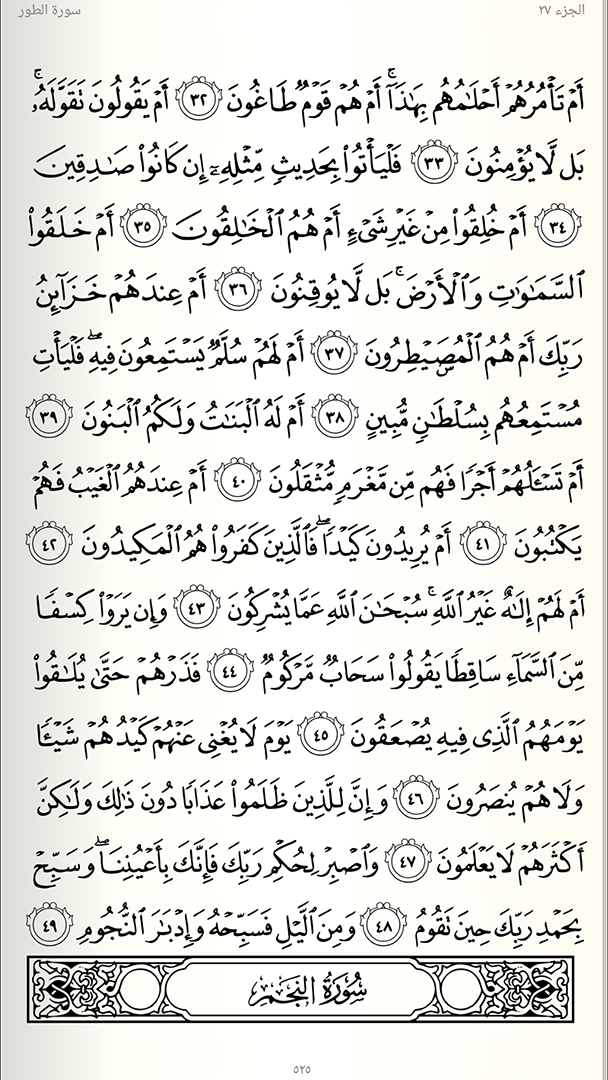 الجزء ٢٧
سورة الطور
أَمْ تَأْمُرُهُمْ أَحْلَـٰمُهُم بِهَـٰذَآ ۚ أَمْ هُمْ قَوْمٌ طَاغُونَ ٣٢ أَمْ يَقُولُونَ تَقَوَّلَهُۥ ۚ
بَل لَّا يُؤْمِنُونَ ٣٣ فَلْيَأْتُوا۟ بِحَدِيثٍ مِّثْلِهِۦٓ إِن كَانُوا۟ صَـٰدِقِينَ
٣٤ أَمْ خُلِقُوا۟ مِنْ غَيْرِ شَىْءٍ أَمْ هُمُ ٱلْخَـٰلِقُونَ ٣٥ أَمْ خَلَقُوا۟
ٱلسَّمَـٰوَٰتِ وَٱلْأَرْضَ ۚ بَل لَّا يُوقِنُونَ ٣٦ أَمْ عِندَهُمْ خَزَآئِنُ
رَبِّكَ أَمْ هُمُ ٱلْمُصَۣيْطِرُونَ ٣٧ أَمْ لَهُمْ سُلَّمٌ يَسْتَمِعُونَ فِيهِ ۖ فَلْيَأْتِ
مُسْتَمِعُهُم بِسُلْطَـٰنٍ مُّبِينٍ ٣٨ أَمْ لَهُ ٱلْبَنَـٰتُ وَلَكُمُ ٱلْبَنُونَ ٣٩
أَمْ تَسْـَٔلُهُمْ أَجْرًا فَهُم مِّن مَّغْرَمٍ مُّثْقَلُونَ ٤٠ أَمْ عِندَهُمُ ٱلْغَيْبُ فَهُمْ
يَكْتُبُونَ ٤١ أَمْ يُرِيدُونَ كَيْدًا ۖ فَٱلَّذِينَ كَفَرُوا۟ هُمُ ٱلْمَكِيدُونَ ٤٢
أَمْ لَهُمْ إِلَـٰهٌ غَيْرُ ٱللَّهِ ۚ سُبْحَـٰنَ ٱللَّهِ عَمَّا يُشْرِكُونَ ٤٣ وَإِن يَرَوْا۟ كِسْفًا
مِّنَ ٱلسَّمَآءِ سَاقِطًا يَقُولُوا۟ سَحَابٌ مَّرْكُومٌ ٤٤ فَذَرْهُمْ حَتَّىٰ يُلَـٰقُوا۟
يَوْمَهُمُ ٱلَّذِى فِيهِ يُصْعَقُونَ ٤٥ يَوْمَ لَا يُغْنِى عَنْهُمْ كَيْدُهُمْ شَيْـًٔا
وَلَا هُمْ يُنصَرُونَ ٤٦ وَإِنَّ لِلَّذِينَ ظَلَمُوا۟ عَذَابًا دُونَ ذَٰلِكَ وَلَـٰكِنَّ
أَكْثَرَهُمْ لَا يَعْلَمُونَ ٤٧ وَٱصْبِرْ لِحُكْمِ رَبِّكَ فَإِنَّكَ بِأَعْيُنِنَا ۖ وَسَبِّحْ
بِحَمْدِ رَبِّكَ حِينَ تَقُومُ ٤٨ وَمِنَ ٱلَّيْلِ فَسَبِّحْهُ وَإِدْبَـٰرَ ٱلنُّجُومِ ٤٩
سُورَةُ النَّجْمِ
٥٢٥